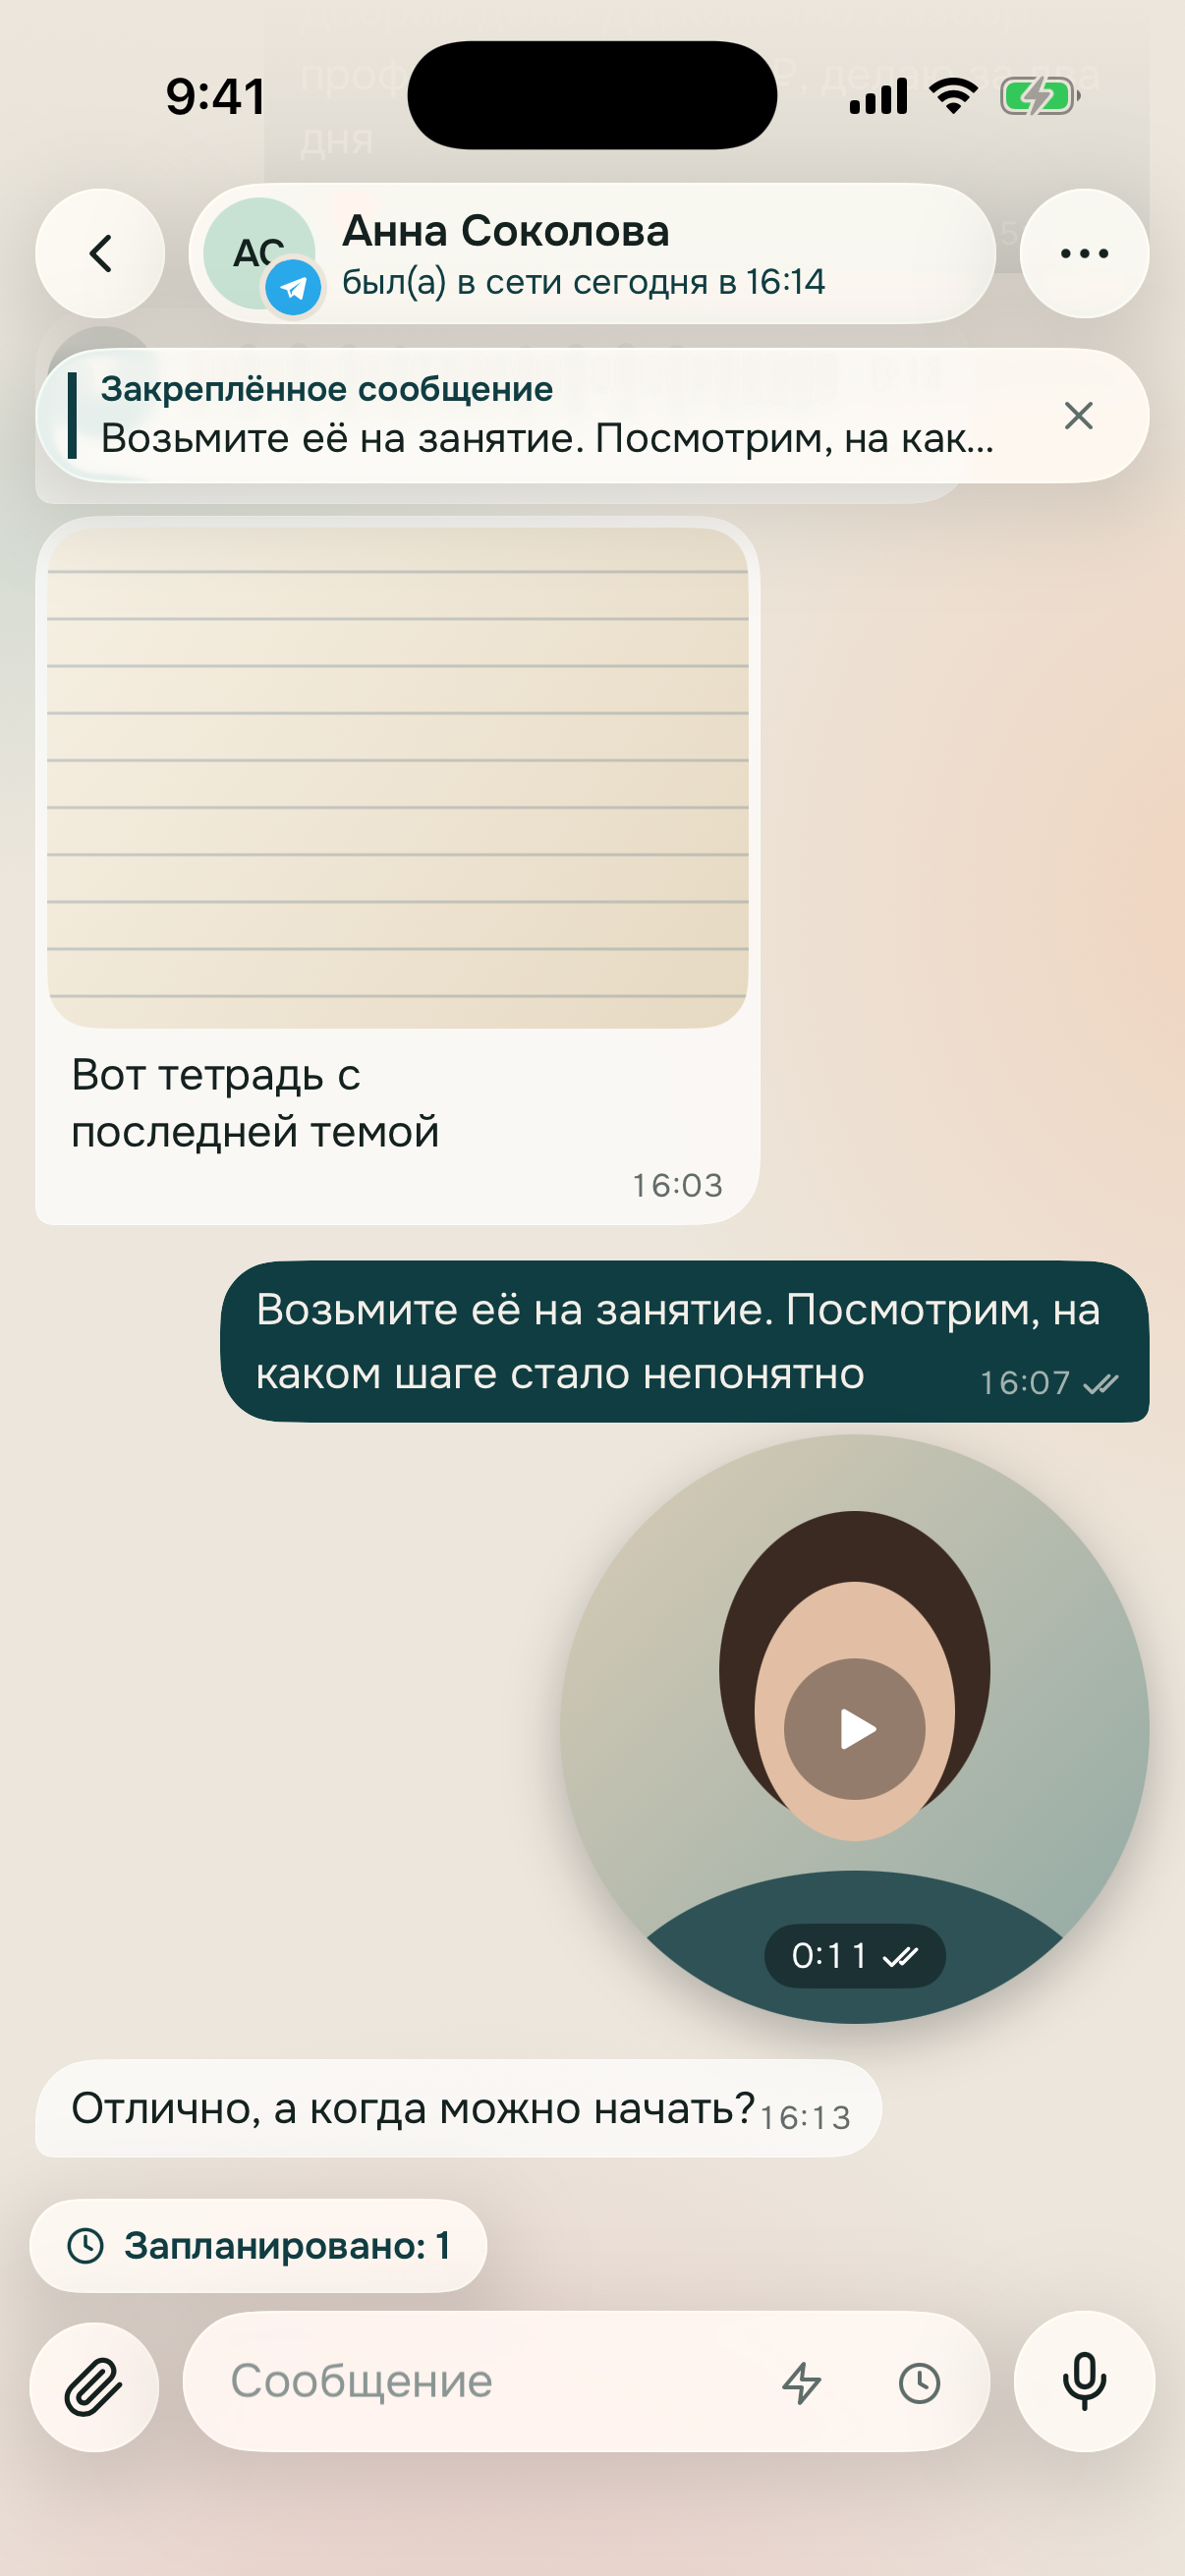 9:41
дня
АС
Анна Соколова
был(а) в сети сегодня в 16:14
Закреплённое сообщение
Возьмите её на занятие. Посмотрим, на как...
Вот тетрадь с
последней темой
16:03
Возьмите её на занятие. Посмотрим, на
каком шаге стало непонятно
16:07
0:11
Отлично, а когда можно начать? 16:13
Запланировано: 1
Сообщение